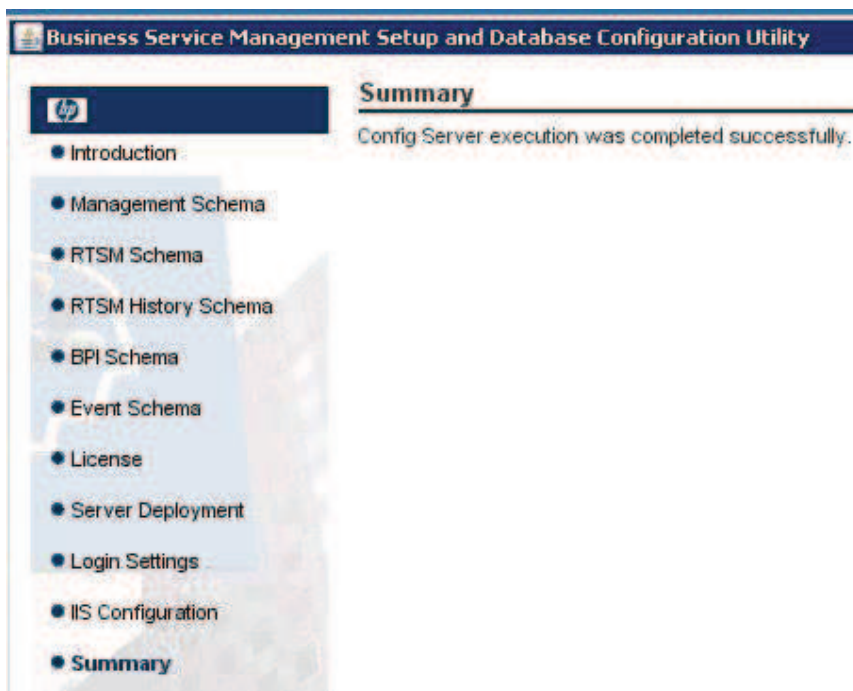 Business Service Management Setup and Database Configuration Utility
hp
Introduction
Management Schema
RTSM Schema
RTSM History Schema
BPI Schema
Event Schema
License
Server Deployment
Login Settings
IIS Configuration
Summary
Summary
Config Server execution was completed successfully.